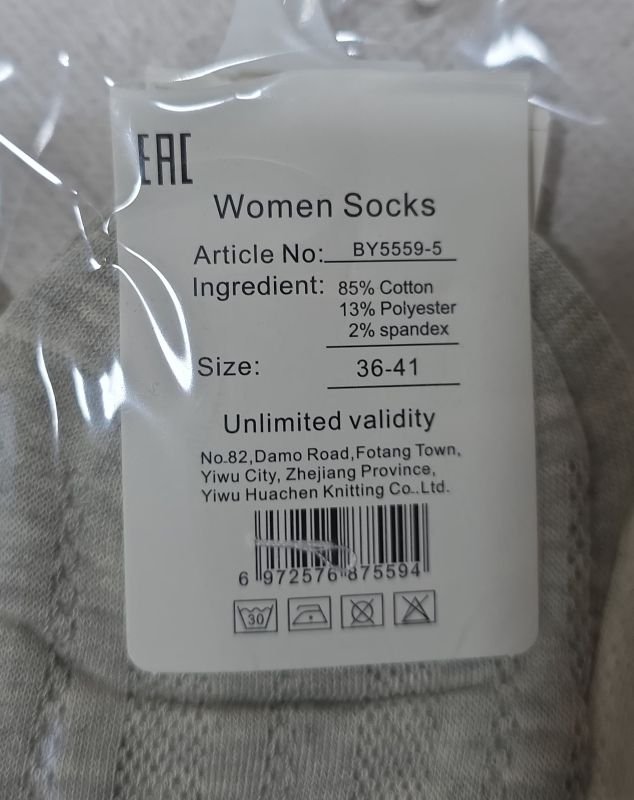 EAC
Women Socks
Article No: BY5559-5
Ingredient: 85% Cotton
13% Polyester
2% spandex
Size: 36-41
Unlimited validity
No.82,Damo Road,Fotang Town,
Yiwu City, Zhejiang Province,
Yiwu Huachen Knitting Co..Ltd.
6 972576 875594
30